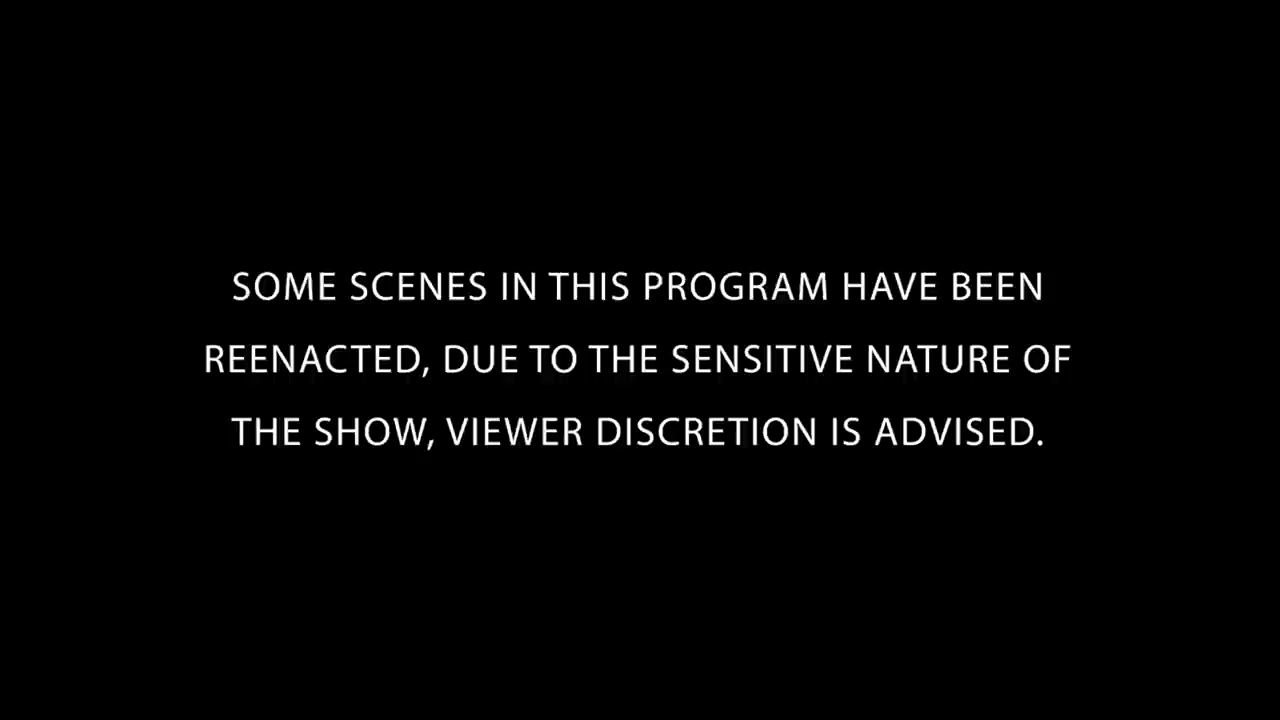 SOME SCENES IN THIS PROGRAM HAVE BEEN
REENACTED, DUE TO THE SENSITIVE NATURE OF
THE SHOW, VIEWER DISCRETION IS ADVISED.